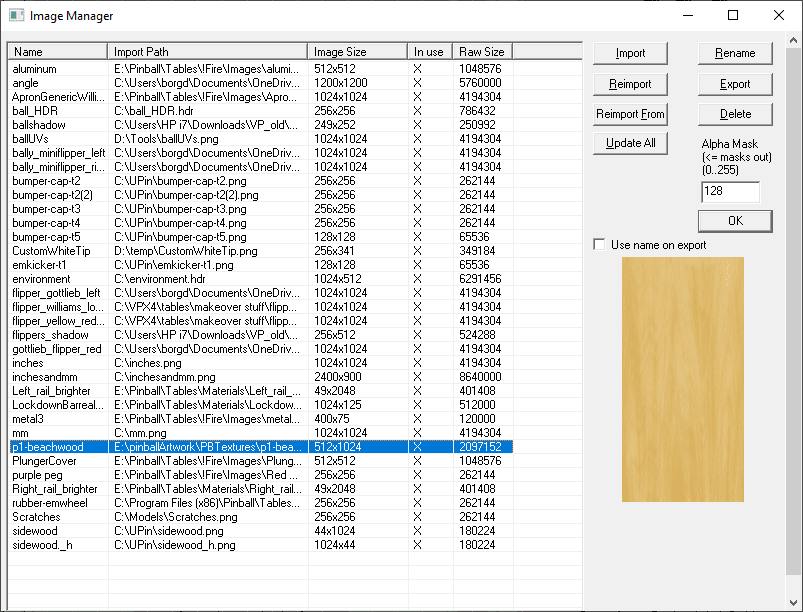 Image Manager
Name Import Path Image Size In use Raw Size
aluminum E:\Pinball\Tables\!Fire\Images\alumi... 512x512 X 1048576
angle C:\Users\borgd\Documents\OneDriv... 1200x1200 X 5760000
ApronGenericWilli... E:\Pinball\Tables\!Fire\Images\Apro... 1024x1024 X 4194304
ball_HDR C:\ball_HDR.hdr 256x256 X 786432
ballshadow C:\Users\HP i7\Downloads\VP_old\... 249x252 X 250992
ballUVs D:\Tools\ballUVs.png 1024x1024 X 4194304
bally_miniflipper_left C:\Users\borgd\Documents\OneDriv... 1024x1024 X 4194304
bally_miniflipper_ri... C:\Users\borgd\Documents\OneDriv... 1024x1024 X 4194304
bumper-cap-t2 C:\UPin\bumper-cap-t2.png 256x256 X 262144
bumper-cap-t2(2) C:\UPin\bumper-cap-t2(2).png 256x256 X 262144
bumper-cap-t3 C:\UPin\bumper-cap-t3.png 256x256 X 262144
bumper-cap-t4 C:\UPin\bumper-cap-t4.png 256x256 X 262144
bumper-cap-t5 C:\UPin\bumper-cap-t5.png 128x128 X 65536
CustomWhiteTip D:\temp\CustomWhiteTip.png 256x341 X 349184
emkicker-t1 C:\UPin\emkicker-t1.png 128x128 X 65536
environment C:\environment.hdr 1024x512 X 6291456
flipper_gottlieb_left C:\Users\borgd\Documents\OneDriv... 1024x1024 X 4194304
flipper_williams_lo... C:\VPX4\tables\makeover stuff\flipp... 1024x1024 X 4194304
flipper_yellow_red... C:\VPX4\tables\makeover stuff\flipp... 1024x1024 X 4194304
flippers_shadow C:\Users\HP i7\Downloads\VP_old\... 256x512 X 524288
gottlieb_flipper_red C:\Users\borgd\Documents\OneDriv... 1024x1024 X 4194304
inches C:\inches.png 1024x1024 X 4194304
inchesandmm C:\inchesandmm.png 2400x900 X 8640000
Left_rail_brighter E:\Pinball\Tables\Materials\Left_rail_... 49x2048 X 401408
LockdownBarreal... E:\Pinball\Tables\Materials\Lockdow... 1024x125 X 512000
metal3 E:\Pinball\Tables\!Fire\Images\metal... 400x75 X 120000
mm C:\mm.png 1024x1024 X 4194304
p1-beachwood E:\pinballArtwork\PBTextures\p1-bea... 512x1024 X 2097152
PlungerCover E:\Pinball\Tables\!Fire\Images\Plung... 512x512 X 1048576
purple peg E:\Pinball\Tables\!Fire\Images\Red ... 256x256 X 262144
Right_rail_brighter E:\Pinball\Tables\Materials\Right_rail... 49x2048 X 401408
rubber-emwheel C:\Program Files (x86)\Pinball\Tables... 256x256 X 262144
Scratches C:\Models\Scratches.png 256x256 X 262144
sidewood C:\UPin\sidewood.png 44x1024 X 180224
sidewood._h C:\UPin\sidewood_h.png 1024x44 X 180224
Import Rename
Reimport Export
Reimport From Delete
Update All
Alpha Mask
(<= masks out)
(0..255)
128
OK
Use name on export